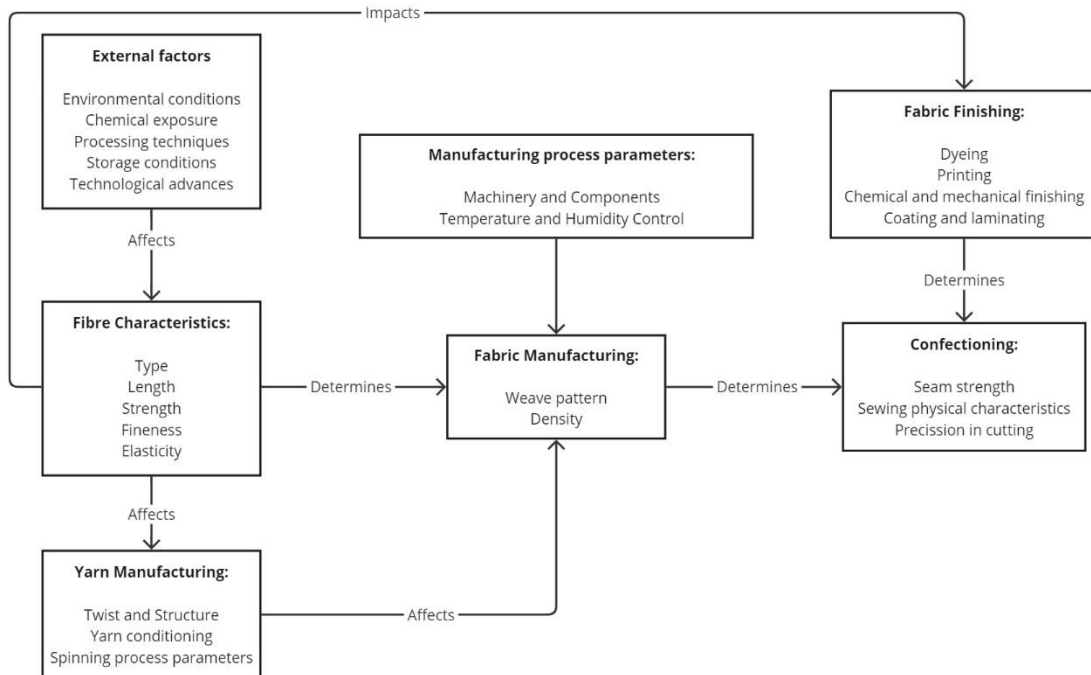 Impacts
External factors
Environmental conditions
Chemical exposure
Processing techniques
Storage conditions
Technological advances
Affects
Fibre Characteristics:
Type
Length
Strength
Fineness
Elasticity
Affects
Yarn Manufacturing:
Twist and Structure
Yarn conditioning
Spinning process parameters
Manufacturing process parameters:
Machinery and Components
Temperature and Humidity Control
Determines
Fabric Manufacturing:
Weave pattern
Density
Affects
Determines
Fabric Finishing:
Dyeing
Printing
Chemical and mechanical finishing
Coating and laminating
Determines
Confectioning:
Seam strength
Sewing physical characteristics
Precission in cutting